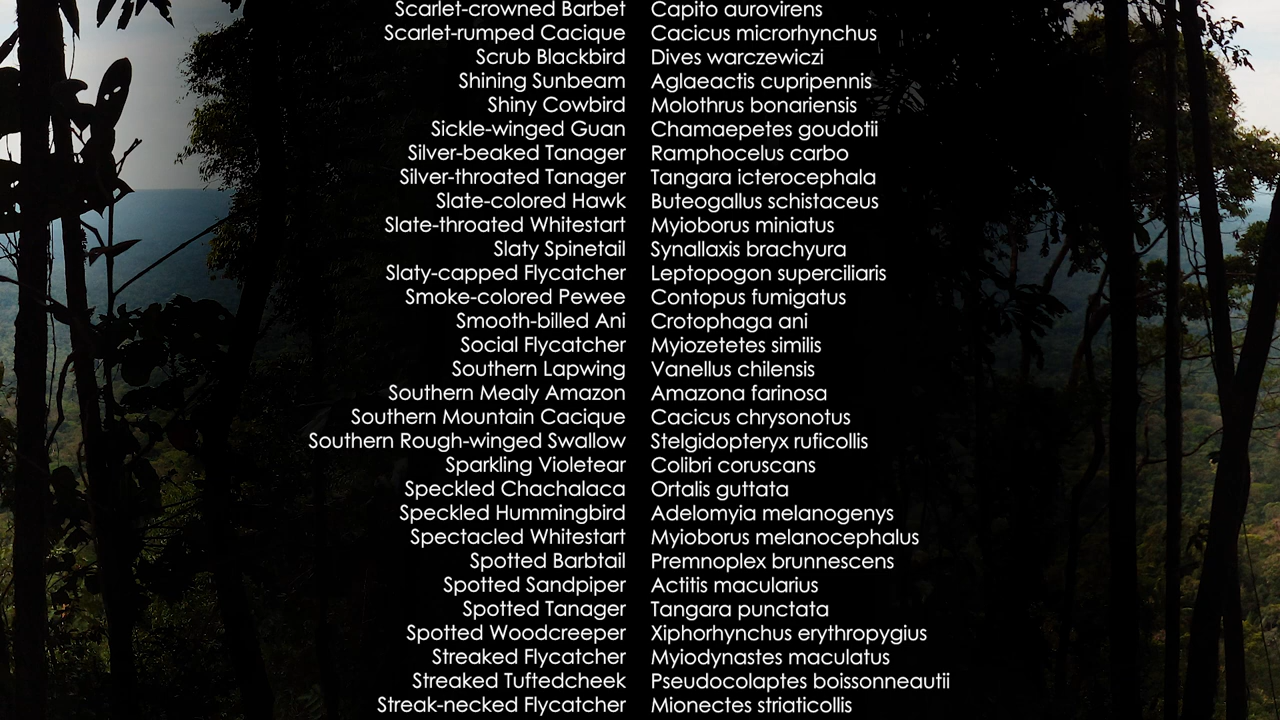 Scarlet-crowned Barbet Capito aurovirens
Scarlet-rumped Cacique Cacicus microrhynchus
Scrub Blackbird Dives warczewiczi
Shining Sunbeam Aglaeactis cupripennis
Shiny Cowbird Molothrus bonariensis
Sickle-winged Guan Chamaepetes goudotii
Silver-beaked Tanager Ramphocelus carbo
Silver-throated Tanager Tangara icterocephala
Slate-colored Hawk Buteogallus schistaceus
Slate-throated Whitestart Myioborus miniatus
Slaty Spinetail Synallaxis brachyura
Slaty-capped Flycatcher Leptopogon superciliaris
Smoke-colored Pewee Contopus fumigatus
Smooth-billed Ani Crotophaga ani
Social Flycatcher Myiozetetes similis
Southern Lapwing Vanellus chilensis
Southern Mealy Amazon Amazona farinosa
Southern Mountain Cacique Cacicus chrysonotus
Southern Rough-winged Swallow Stelgidopteryx ruficollis
Sparkling Violetear Colibri coruscans
Speckled Chachalaca Ortalis guttata
Speckled Hummingbird Adelomyia melanogenys
Spectacled Whitestart Myioborus melanocephalus
Spotted Barbtail Premnoplex brunnescens
Spotted Sandpiper Actitis macularius
Spotted Tanager Tangara punctata
Spotted Woodcreeper Xiphorhynchus erythropygius
Streaked Flycatcher Myiodynastes maculatus
Streaked Tuftedcheek Pseudocolaptes boissonneautii
Streak-necked Flycatcher Mionectes striaticollis